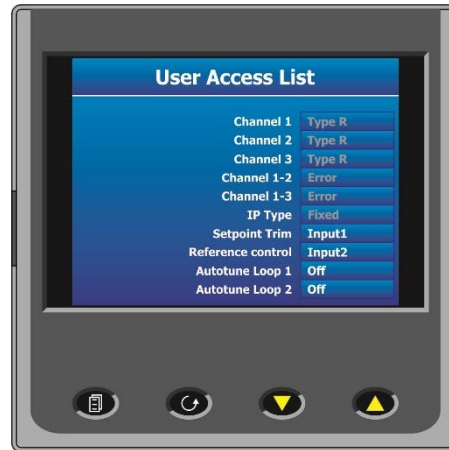 User Access List
Channel 1 Type R
Channel 2 Type R
Channel 3 Type R
Channel 1-2 Error
Channel 1-3 Error
IP Type Fixed
Setpoint Trim Input1
Reference control Input2
Autotune Loop 1 Off
Autotune Loop 2 Off